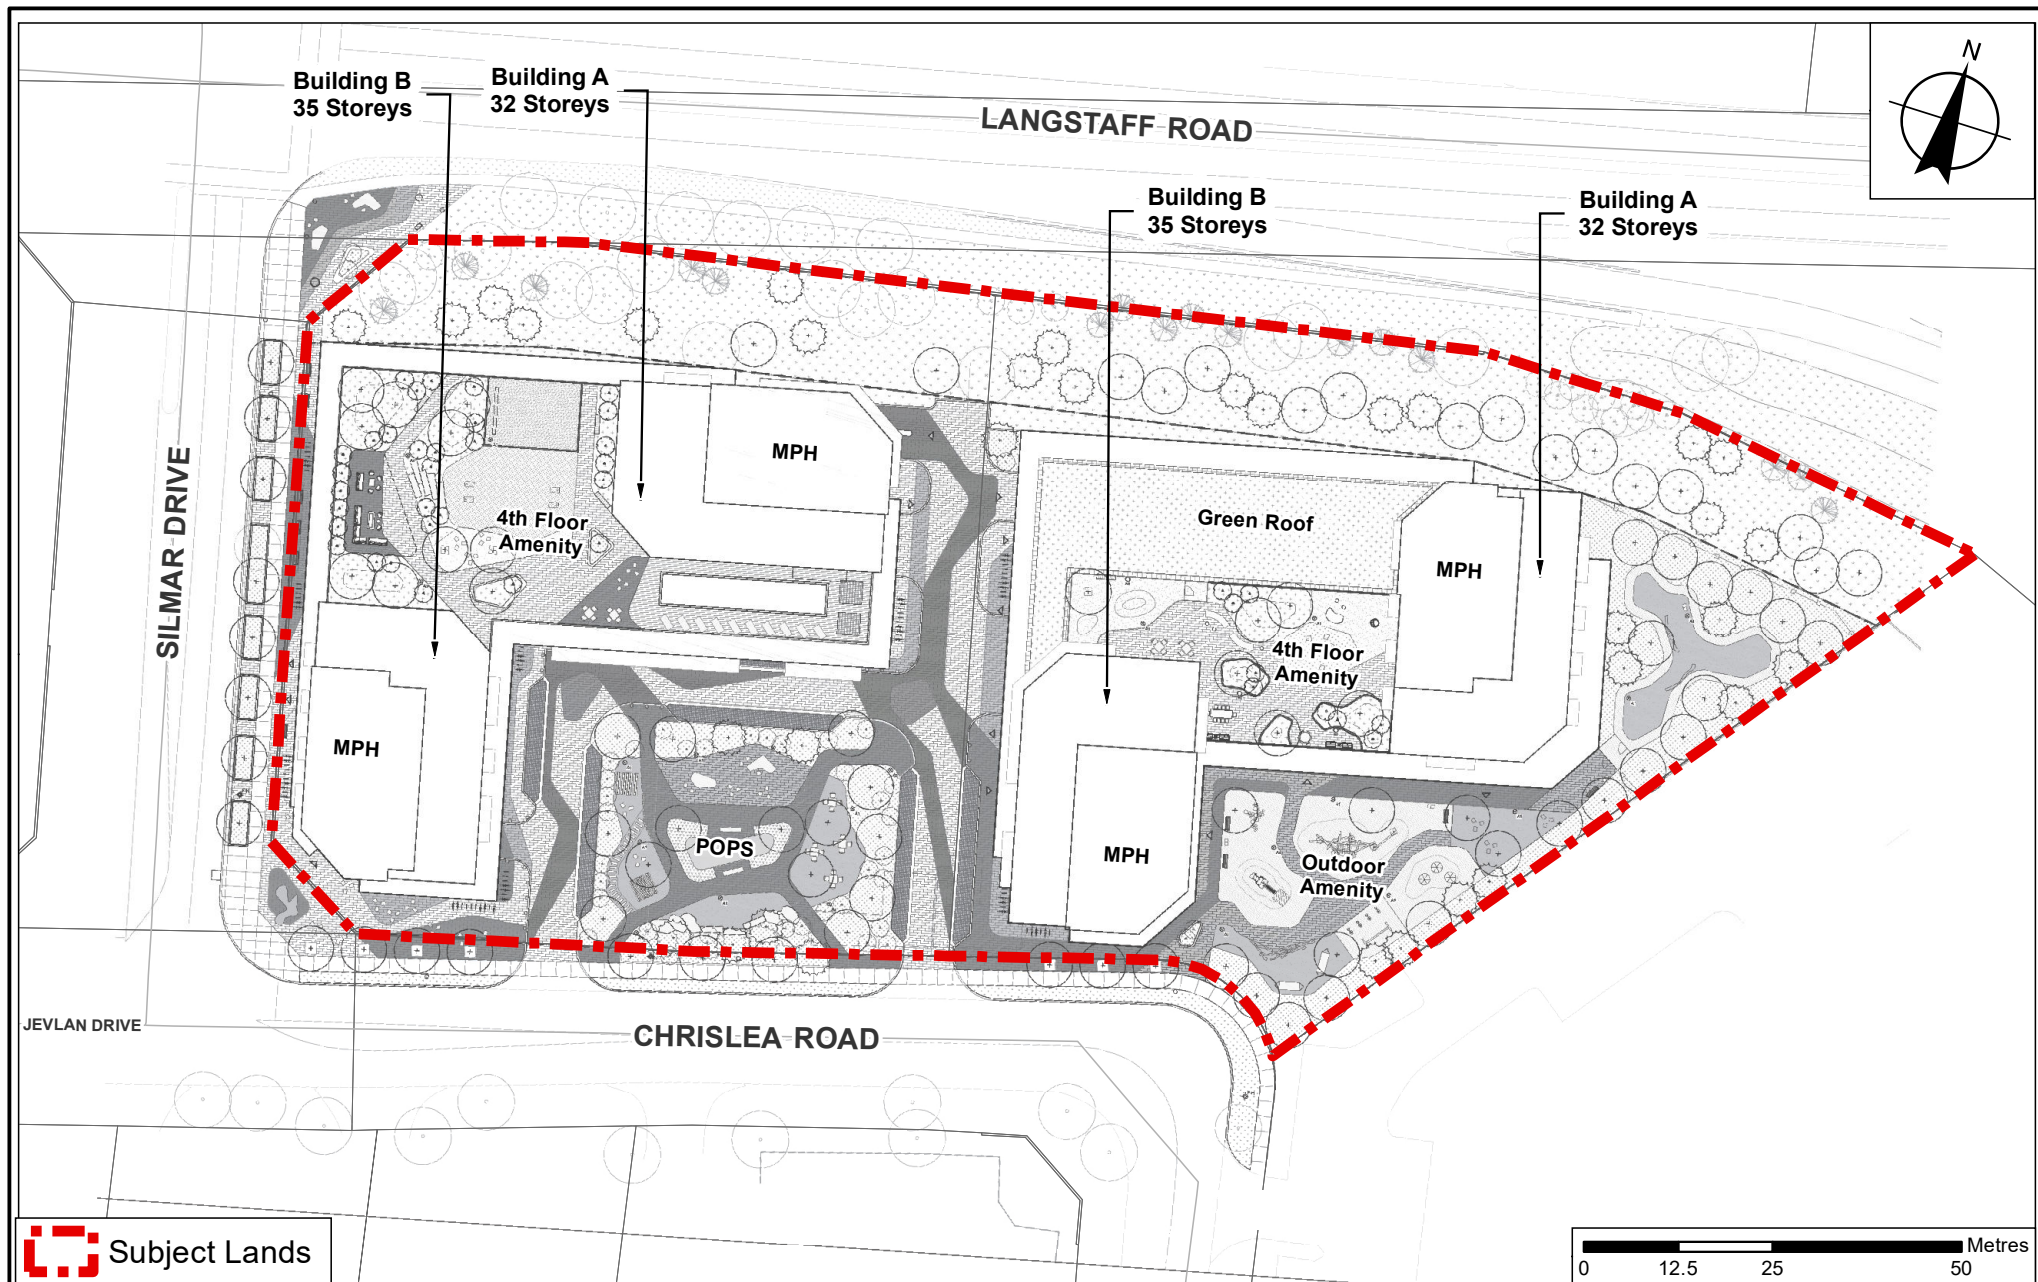 N
Building B
35 Storeys
Building A
32 Storeys
LANGSTAFF ROAD
Building B
35 Storeys
Building A
32 Storeys
SILMAR DRIVE
MPH
4th Floor
Amenity
Green Roof
MPH
4th Floor
Amenity
MPH
POPS
MPH
Outdoor
Amenity
JEVLAN DRIVE
CHRISLEA ROAD
Subject Lands
Metres
0
12.5
25
50